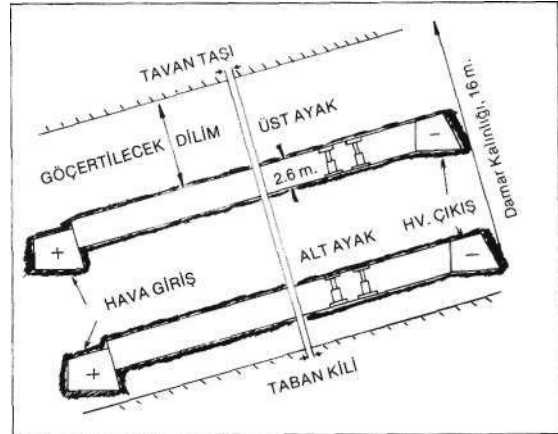 TAVAN TAŞI
GÖÇERTİLECEK DİLİM
ÜST AYAK
2.6 m.
Damar Kalınlığı, 16 m.
HV. ÇIKIŞ
ALT AYAK
HAVA GİRİŞ
TABAN KİLİ
+
−
+
−